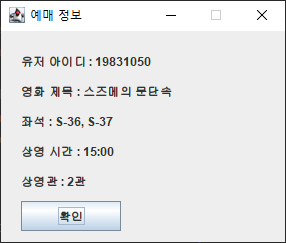 예매 정보
유저 아이디 : 19831050
영화 제목 : 스즈메의 문단속
좌석 : S-36, S-37
상영 시간 : 15:00
상영관 : 2관
확인